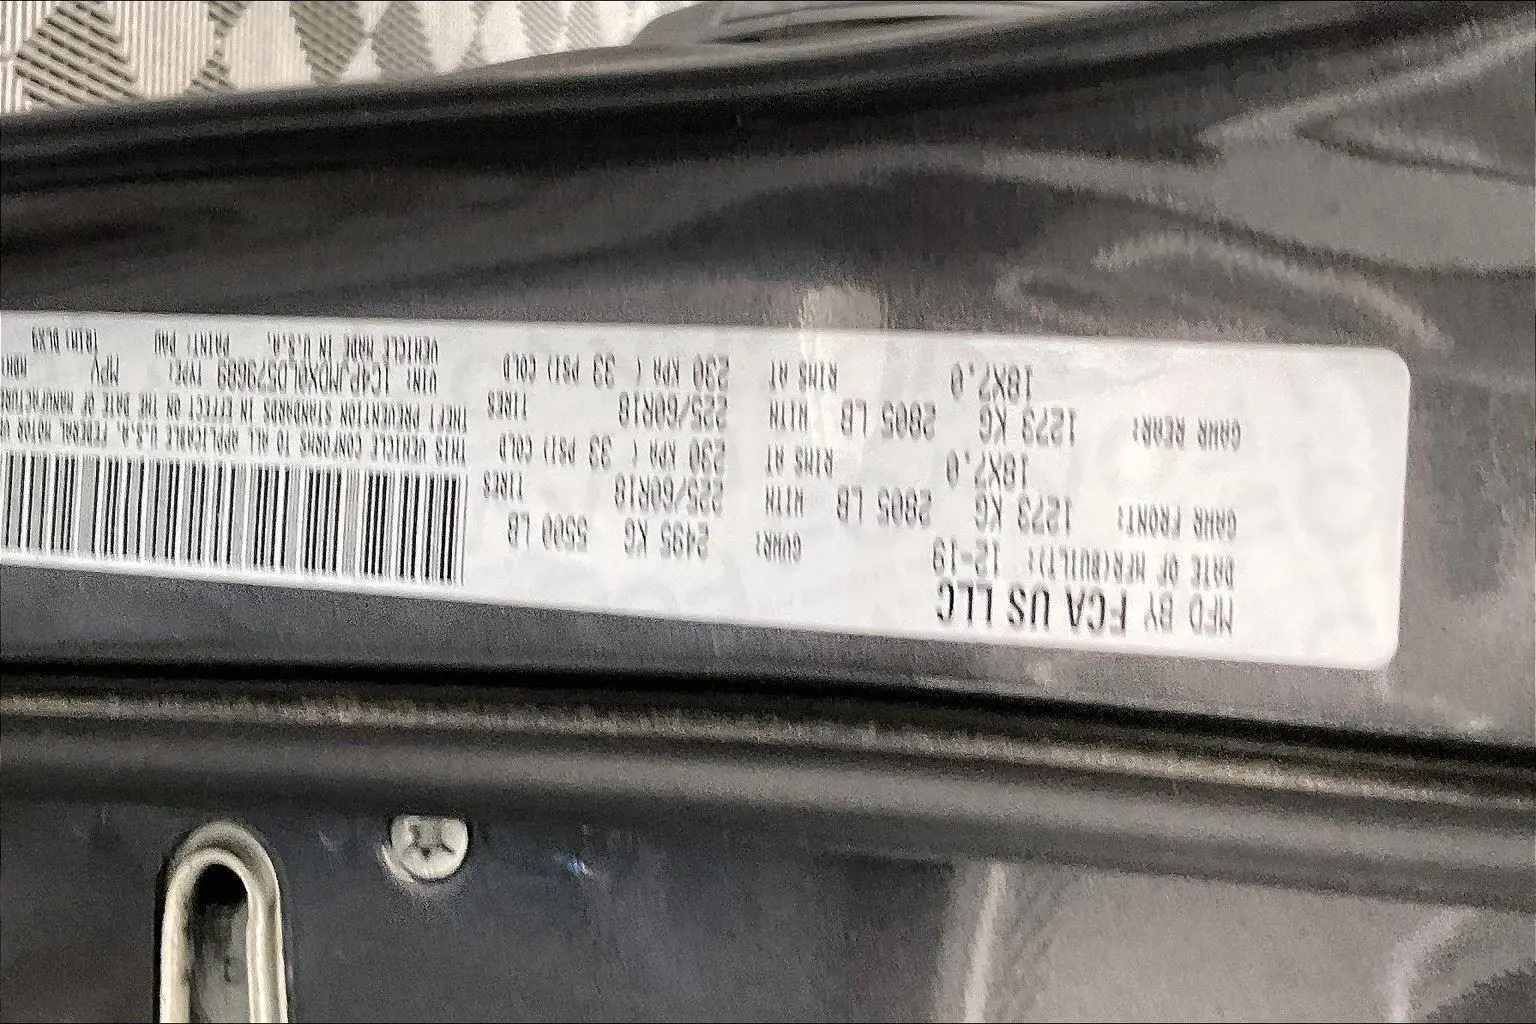 MFD BY FCA US LLC
DATE OF MFR(BUILT): 12-19 GVWR: 2495 KG 5500 LB
GAWR FRONT: 1273 KG 2805 LB WITH 225/60R18 TIRES
18X7.0 RIMS AT 230 KPA ( 33 PSI) COLD
GAWR REAR: 1273 KG 2805 LB WITH 225/60R18 TIRES
18X7.0 RIMS AT 230 KPA ( 33 PSI) COLD
THIS VEHICLE CONFORMS TO ALL APPLICABLE U.S.A. FEDERAL MOTOR
THEFT PREVENTION STANDARDS IN EFFECT ON THE DATE OF MANUFACTURE
VIN: 1C4PJMDX0LD579689 TYPE: MPV
VEHICLE MADE IN U.S.A. PAINT: PAU TRIM: DLX9